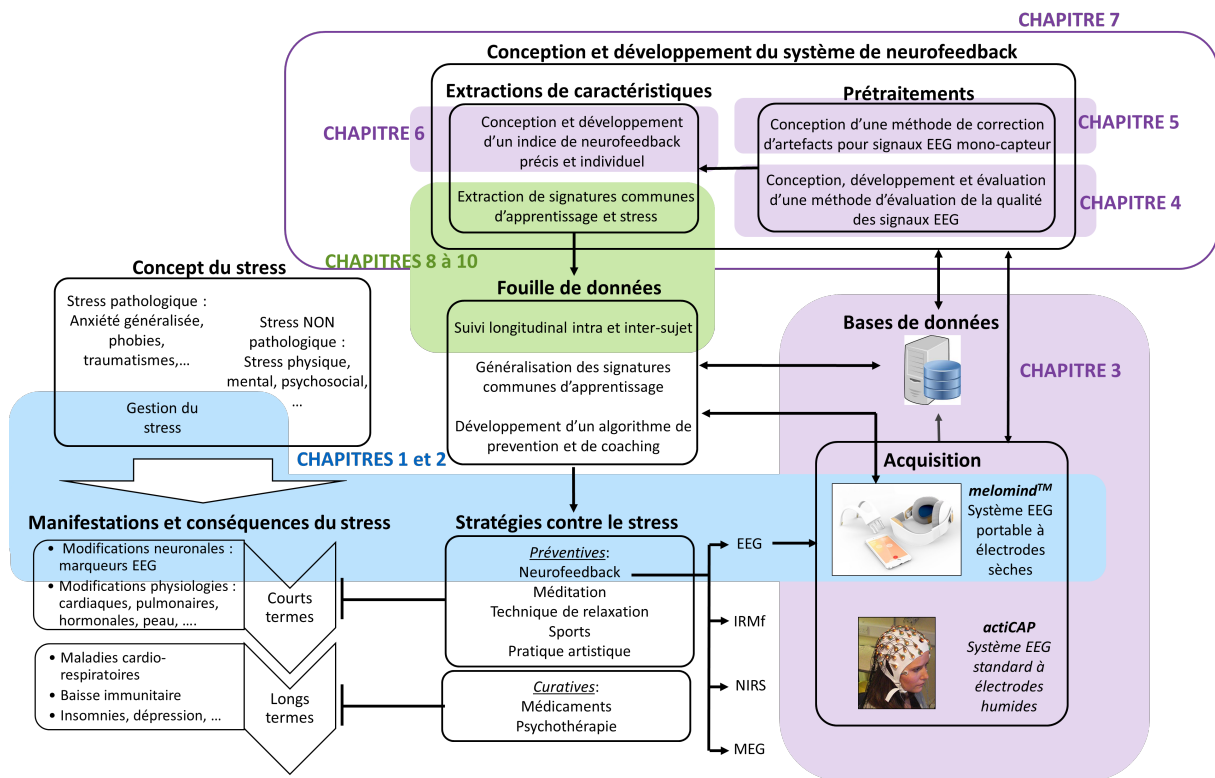 CHAPITRE 7
Conception et développement du système de neurofeedback
Extractions de caractéristiques
Prétraitements
CHAPITRE 6
Conception et développement
d'un indice de neurofeedback
précis et individuel
Extraction de signatures communes
d'apprentissage et stress
Conception d'une méthode de correction
d'artefacts pour signaux EEG mono-capteur
CHAPITRE 5
Conception, développement et évaluation
d'une méthode d'évaluation de la qualité
des signaux EEG
CHAPITRE 4
CHAPITRES 8 à 10
Concept du stress
Stress pathologique :
Anxiété généralisée,
phobies,
traumatismes,...
Stress NON
pathologique :
Stress physique,
mental, psychosocial,
...
Gestion du
stress
Fouille de données
Suivi longitudinal intra et inter-sujet
Généralisation des signatures
communes d'apprentissage
Développement d'un algorithme de
prevention et de coaching
Bases de données
CHAPITRE 3
CHAPITRES 1 et 2
Acquisition
melomindTM
Système EEG
portable à
électrodes
sèches
actiCAP
Système EEG
standard à
électrodes
humides
Manifestations et conséquences du stress
• Modifications neuronales :
marqueurs EEG
• Modifications physiologies :
cardiaques, pulmonaires,
hormonales, peau, ....
Courts
termes
• Maladies cardio-
respiratoires
• Baisse immunitaire
• Insomnies, dépression, ...
Longs
termes
Stratégies contre le stress
Préventives:
Neurofeedback
Méditation
Technique de relaxation
Sports
Pratique artistique
Curatives:
Médicaments
Psychothérapie
EEG
IRMf
NIRS
MEG